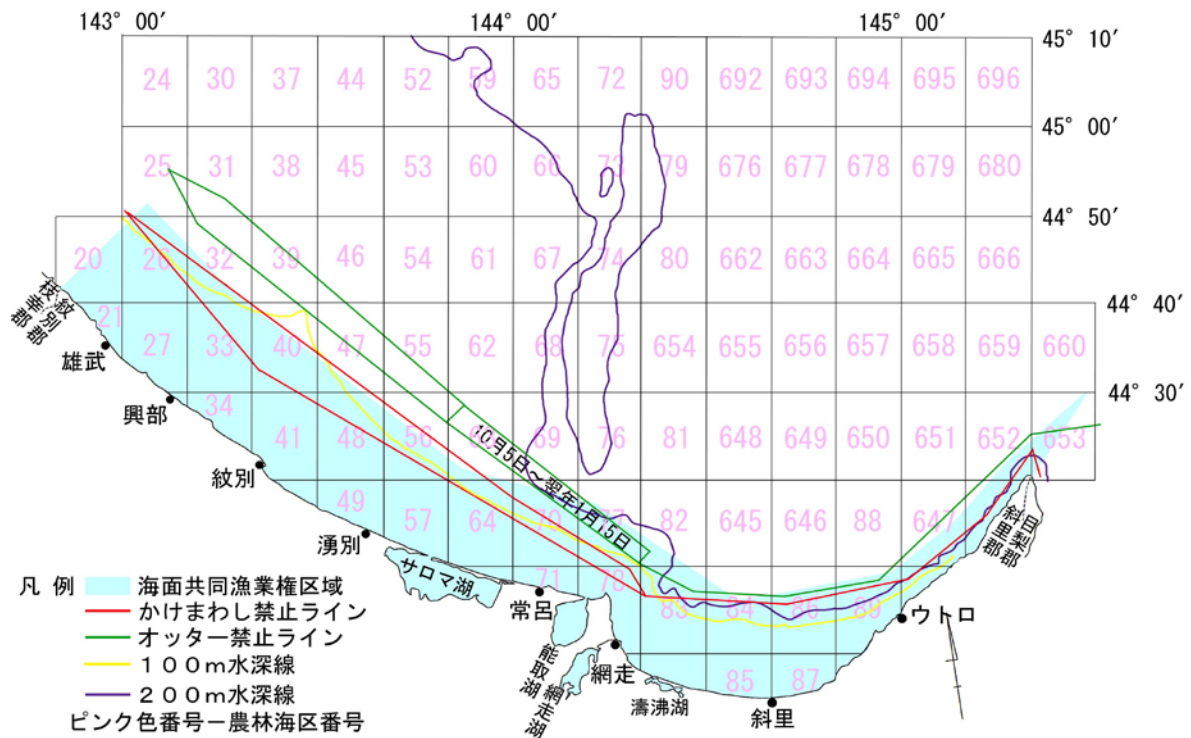 143° 00′ 144° 00′ 145° 00′
45° 10′
24 30 37 44 52 59 65 72 90 692 693 694 695 696
45° 00′
25 31 38 45 53 60 66 73 79 676 677 678 679 680
44° 50′
20 26 32 39 46 54 61 67 74 80 662 663 664 665 666
44° 40′
枝幸郡
紋別郡
21 27 33 40 47 55 62 68 75 654 655 656 657 658 659 660
雄武
44° 30′
興部
34 41 48 56 69 76 81 648 649 650 651 652 653
10月5日～翌年1月15日
紋別
49 57 64 70 77 82 645 646 88 647
斜里郡
目梨郡
湧別
サロマ湖
71 78 83 84 86 89
常呂
ウトロ
能取湖
網走湖
網走
85 87
濤沸湖
斜里
凡 例
海面共同漁業権区域
かけまわし禁止ライン
オッター禁止ライン
１００ｍ水深線
２００ｍ水深線
ピンク色番号－農林海区番号